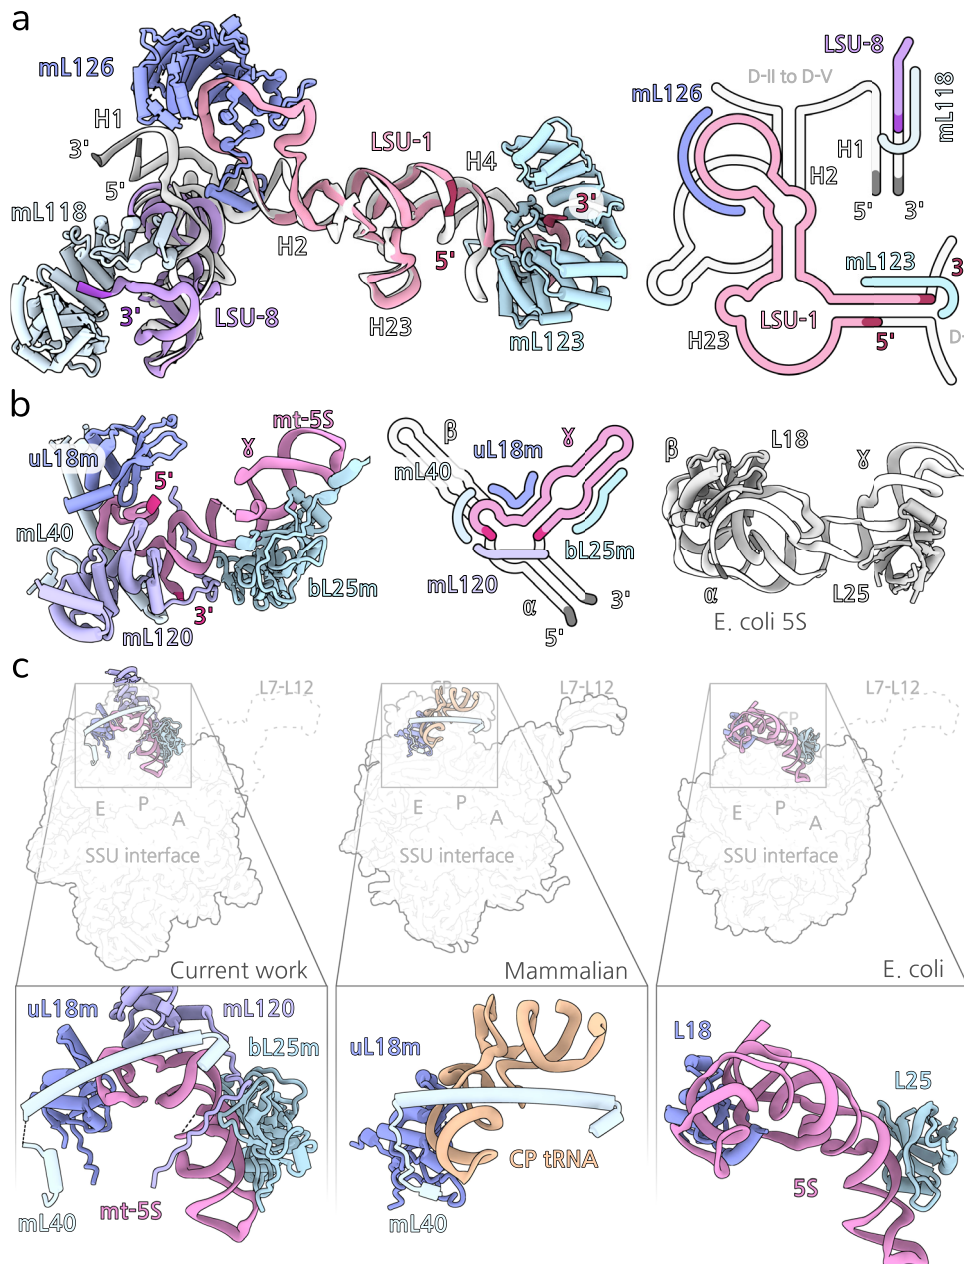 a
mL126
H1
3'
5'
mL118
LSU-1
H4
3'
H2
5'
3'
LSU-8
H23
mL123
LSU-8
D-II to D-V
mL126
mL118
H1
H2
5'
3'
mL123
3
LSU-1
H23
5'
D-
b
mt-5S
ɣ
uL18m
5'
mL40
bL25m
3'
mL120
β
ɣ
uL18m
mL40
bL25m
mL120
α
3'
5'
β
L18
ɣ
α
L25
E. coli 5S
c
L7-L12
E
P
A
SSU interface
Current work
CP
L7-L12
E
P
A
SSU interface
Mammalian
L7-L12
CP
E
P
A
SSU interface
E. coli
uL18m
mL120
bL25m
mt-5S
mL40
uL18m
CP tRNA
mL40
L18
L25
5S